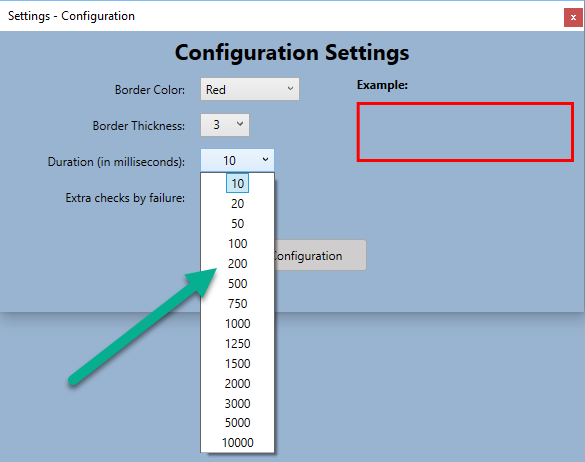 Settings - Configuration
x
Configuration Settings
Border Color: Red
Example:
Border Thickness: 3
Duration (in milliseconds): 10
Extra checks by failure:
10
20
50
100
200
500
750
1000
1250
1500
2000
3000
5000
10000
Configuration